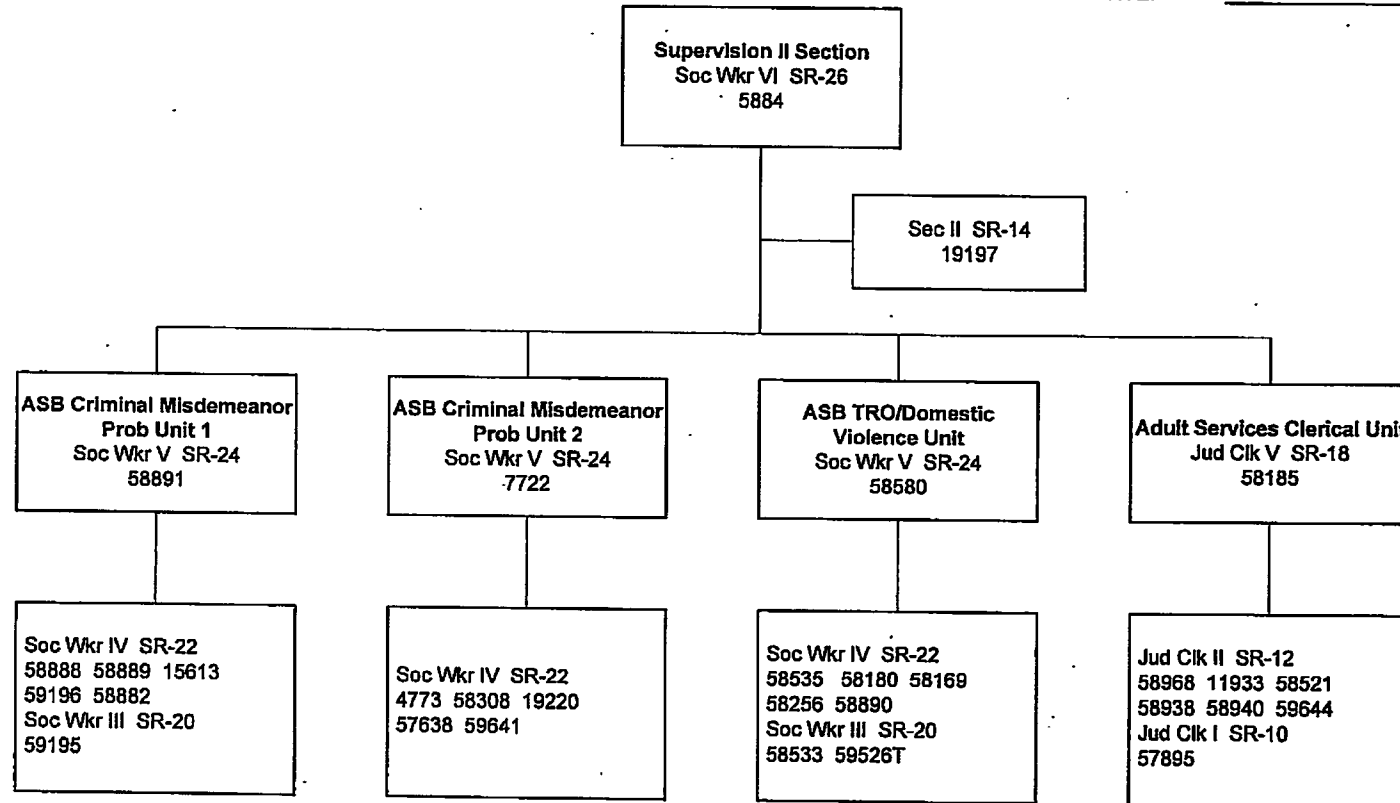 Supervision II Section
Soc Wkr VI SR-26
5884
Sec II SR-14
19197
ASB Criminal Misdemeanor
Prob Unit 1
Soc Wkr V SR-24
58891
ASB Criminal Misdemeanor
Prob Unit 2
Soc Wkr V SR-24
7722
ASB TRO/Domestic
Violence Unit
Soc Wkr V SR-24
58580
Adult Services Clerical Unit
Jud Clk V SR-18
58185
Soc Wkr IV SR-22
58888 58889 15613
59196 58882
Soc Wkr III SR-20
59195
Soc Wkr IV SR-22
4773 58308 19220
57638 59641
Soc Wkr IV SR-22
58535 58180 58169
58256 58890
Soc Wkr III SR-20
58533 59526T
Jud Clk II SR-12
58968 11933 58521
58938 58940 59644
Jud Clk I SR-10
57895